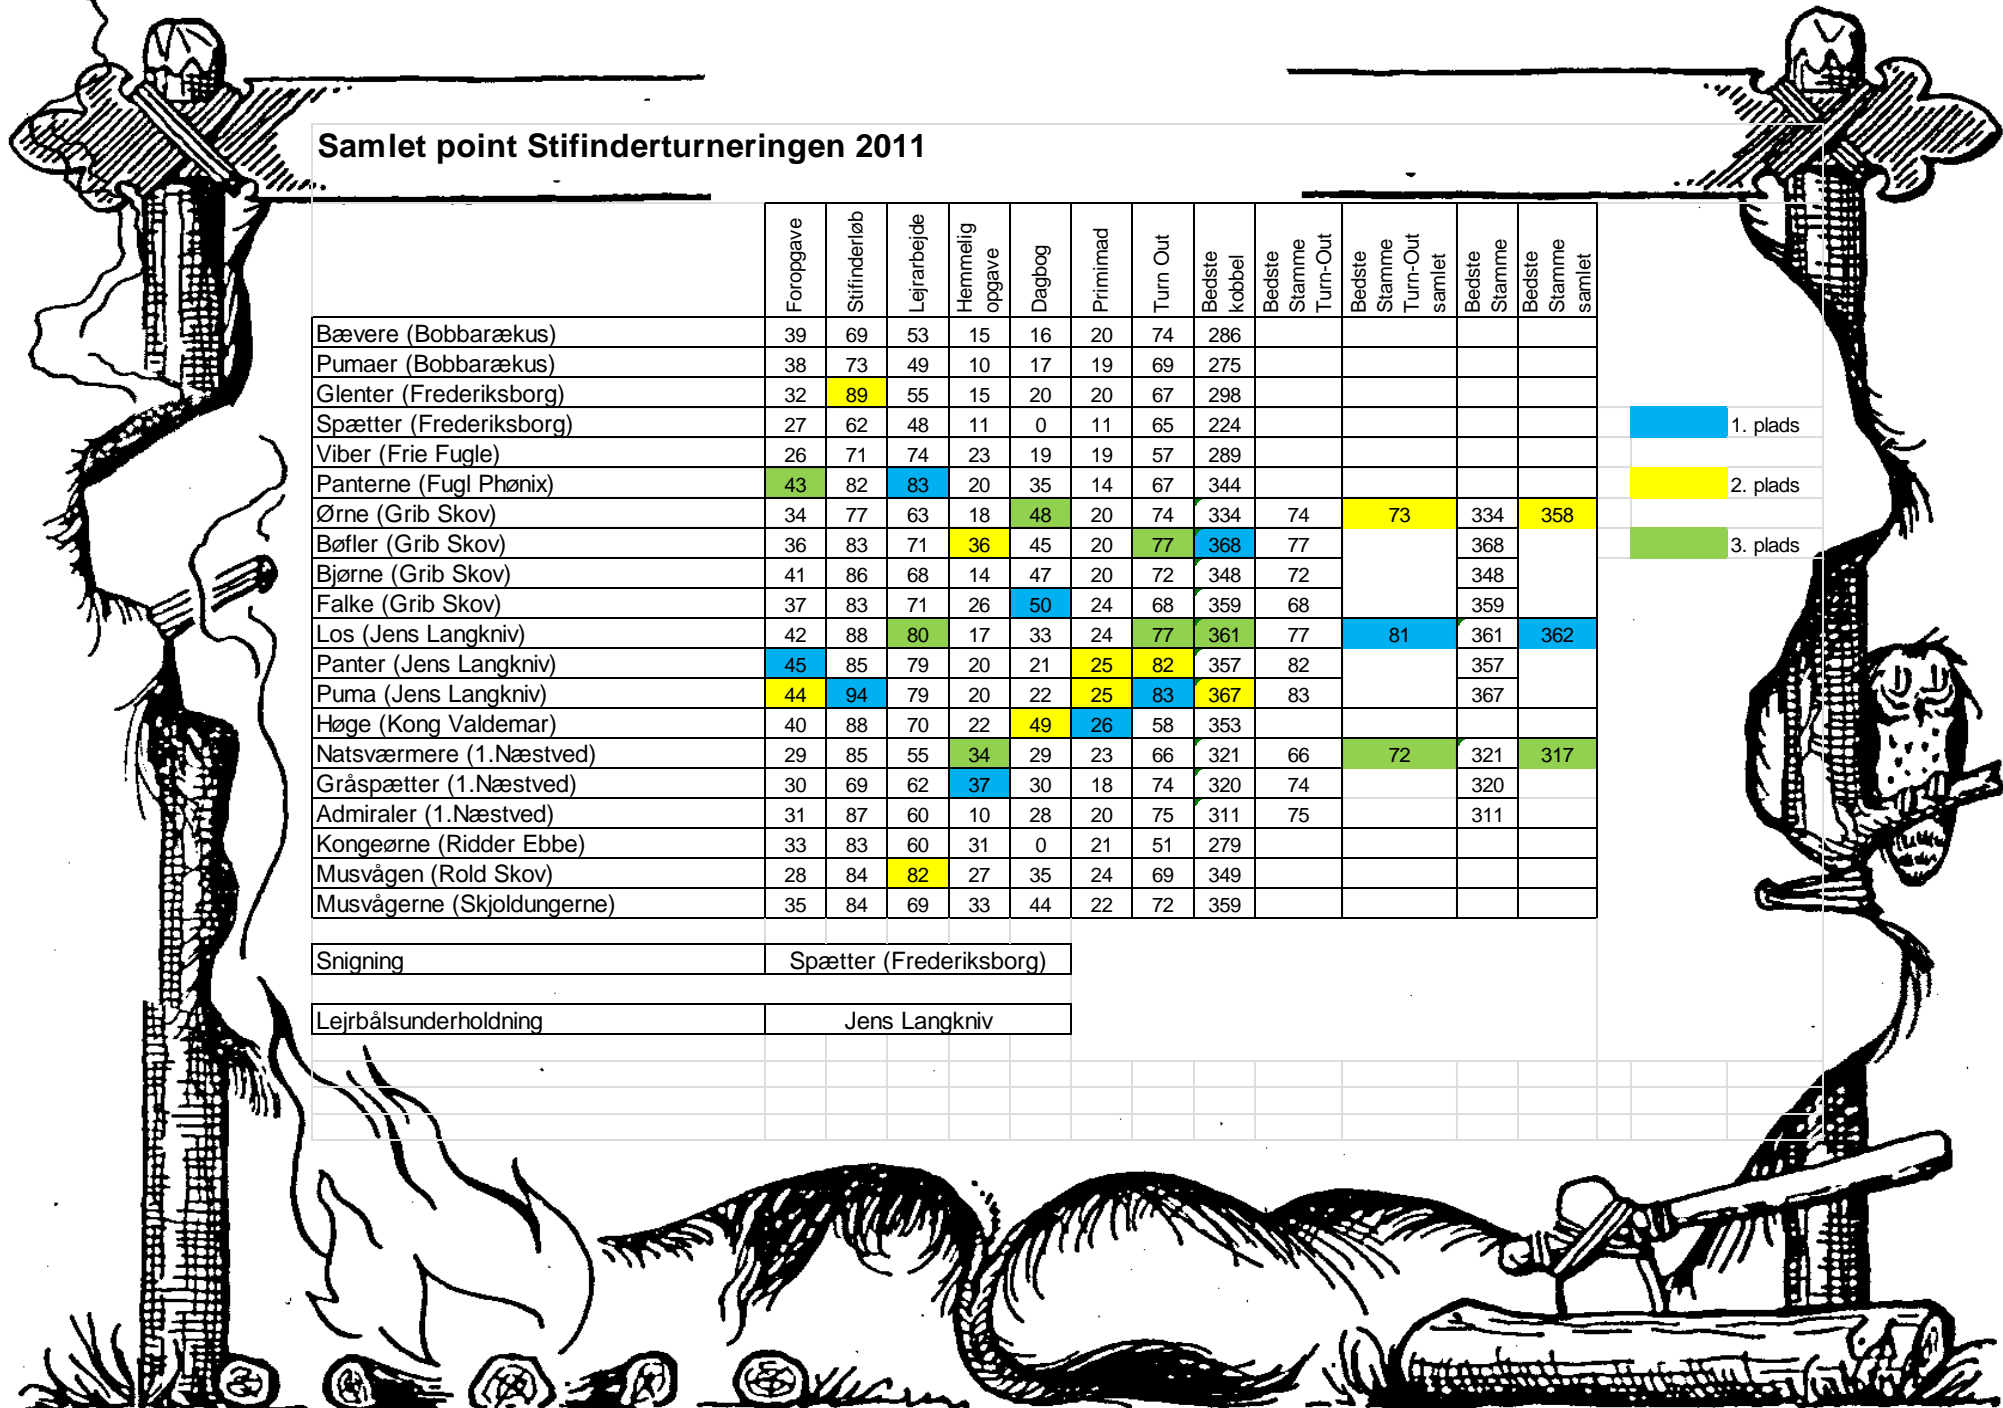 Samlet point Stifinderturneringen 2011
Foropgave Stifinderløb Lejrarbejde Hemmelig opgave Dagbog Primimad Turn Out Bedste kobbel Bedste Stamme Turn-Out Bedste Stamme Turn-Out samlet Bedste Stamme Bedste Stamme samlet
Bævere (Bobbarækus) 39 69 53 15 16 20 74 286
Pumaer (Bobbarækus) 38 73 49 10 17 19 69 275
Glenter (Frederiksborg) 32 89 55 15 20 20 67 298
Spætter (Frederiksborg) 27 62 48 11 0 11 65 224 1. plads
Viber (Frie Fugle) 26 71 74 23 19 19 57 289
Panterne (Fugl Phønix) 43 82 83 20 35 14 67 344 2. plads
Ørne (Grib Skov) 34 77 63 18 48 20 74 334 74 73 334 358
Bøfler (Grib Skov) 36 83 71 36 45 20 77 368 77 368 3. plads
Bjørne (Grib Skov) 41 86 68 14 47 20 72 348 72 348
Falke (Grib Skov) 37 83 71 26 50 24 68 359 68 359
Los (Jens Langkniv) 42 88 80 17 33 24 77 361 77 81 361 362
Panter (Jens Langkniv) 45 85 79 20 21 25 82 357 82 357
Puma (Jens Langkniv) 44 94 79 20 22 25 83 367 83 367
Høge (Kong Valdemar) 40 88 70 22 49 26 58 353
Natsværmere (1.Næstved) 29 85 55 34 29 23 66 321 66 72 321 317
Gråspætter (1.Næstved) 30 69 62 37 30 18 74 320 74 320
Admiraler (1.Næstved) 31 87 60 10 28 20 75 311 75 311
Kongeørne (Ridder Ebbe) 33 83 60 31 0 21 51 279
Musvågen (Rold Skov) 28 84 82 27 35 24 69 349
Musvågerne (Skjoldungerne) 35 84 69 33 44 22 72 359
Snigning Spætter (Frederiksborg)
Lejrbålsunderholdning Jens Langkniv